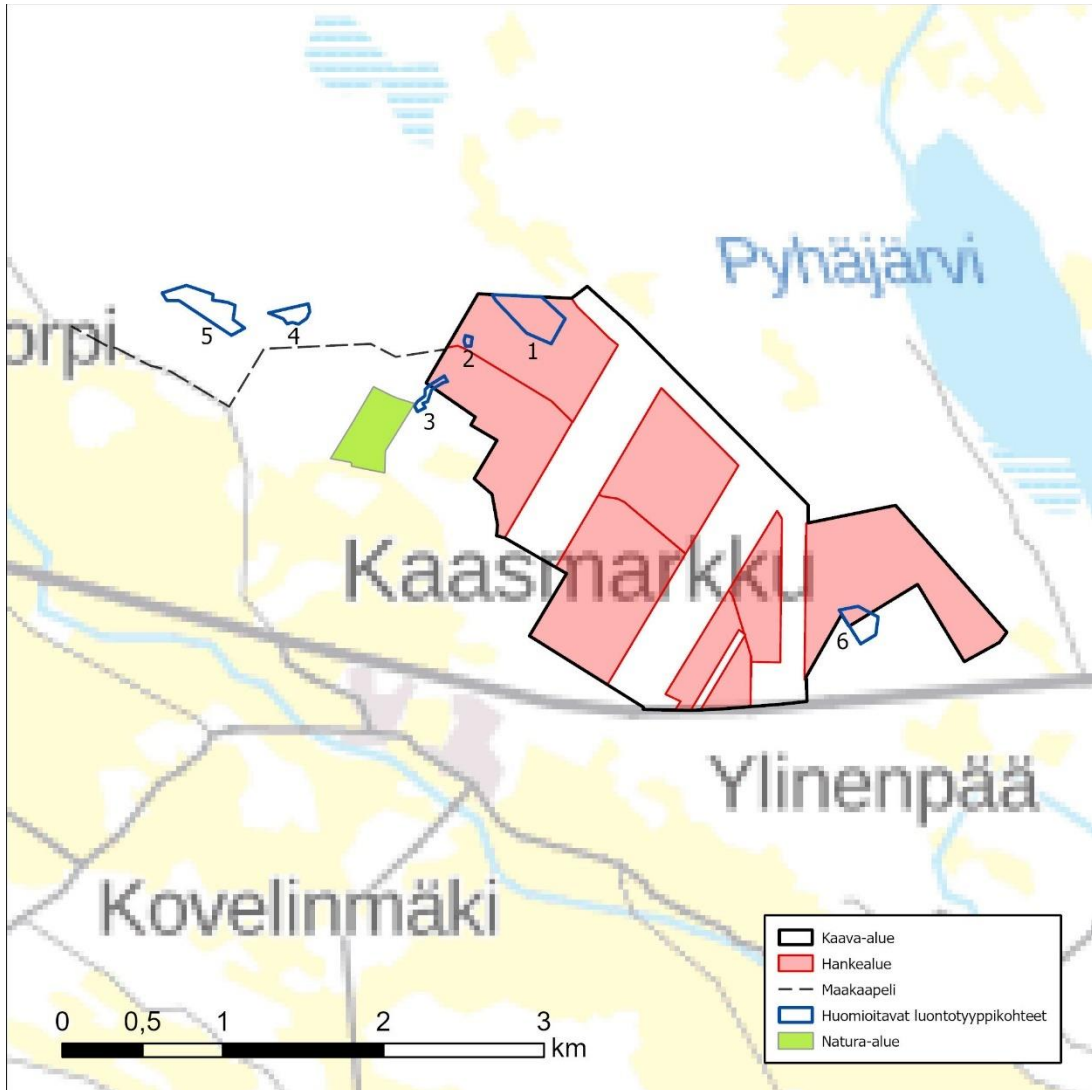 Pyhäjärvi
5
4
1
orpi
2
3
Kaasmarkku
6
Ylinenpää
Kovelinmäki
Kaava-alue
Hankealue
Maakaapeli
Huomioitavat luontotyyppikohteet
Natura-alue
0 0,5 1 2 3
km